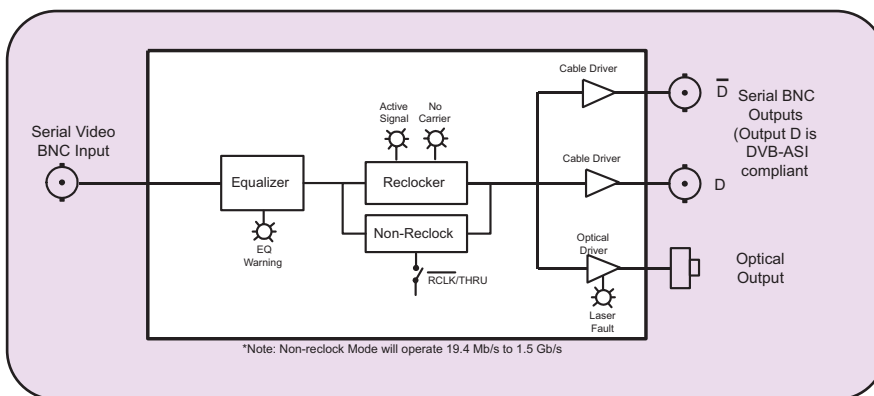 Cable Driver
D
Serial BNC
Outputs
(Output D is
DVB-ASI
compliant
Active
Signal
No
Carrier
Serial Video
BNC Input
Cable Driver
Equalizer
Reclocker
D
Non-Reclock
EQ
Warning
Optical
Driver
Optical
Output
RCLK/THRU
Laser
Fault
*Note: Non-reclock Mode will operate 19.4 Mb/s to 1.5 Gb/s